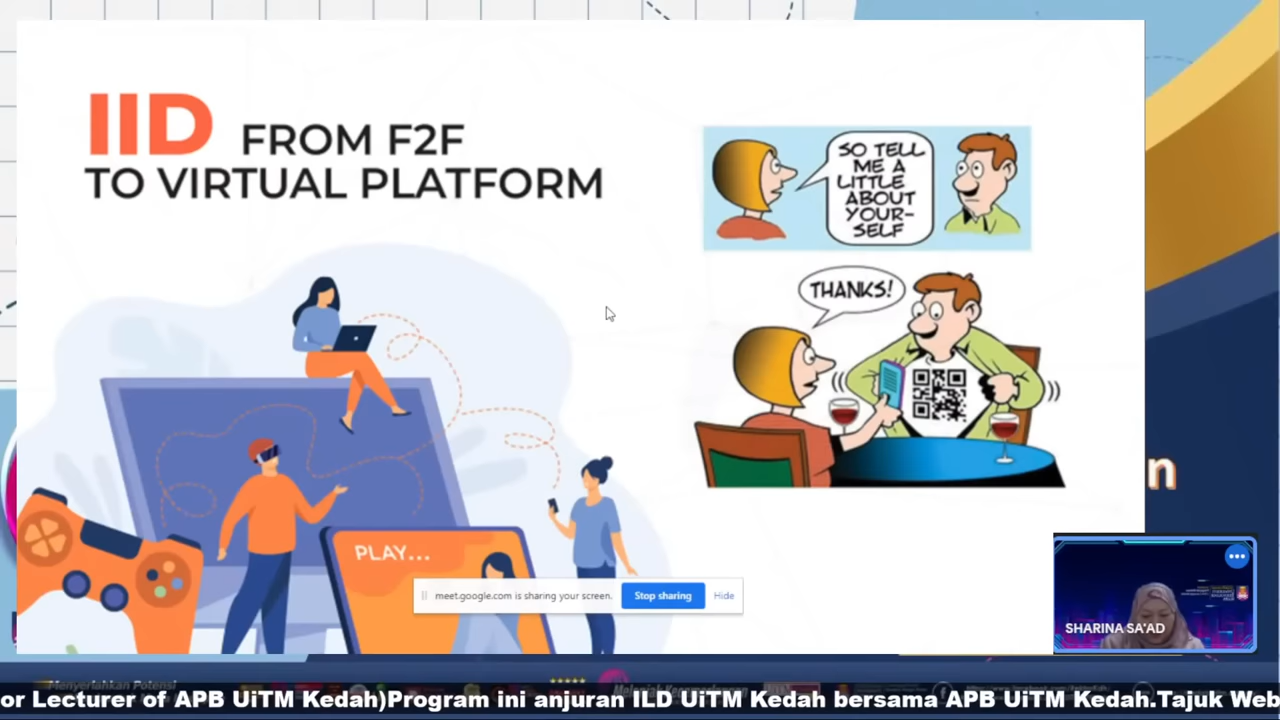 IID FROM F2F
TO VIRTUAL PLATFORM
SO TELL
ME A
LITTLE
ABOUT
YOUR-
SELF
THANKS!
PLAY...
meet.google.com is sharing your screen.
Stop sharing
Hide
n
SHARINA SA'AD
Menyeriahkan Potensi
or Lecturer of APB UiTM Kedah)Program ini anjuran ILD UiTM Kedah bersama APB UiTM Kedah.Tajuk Web